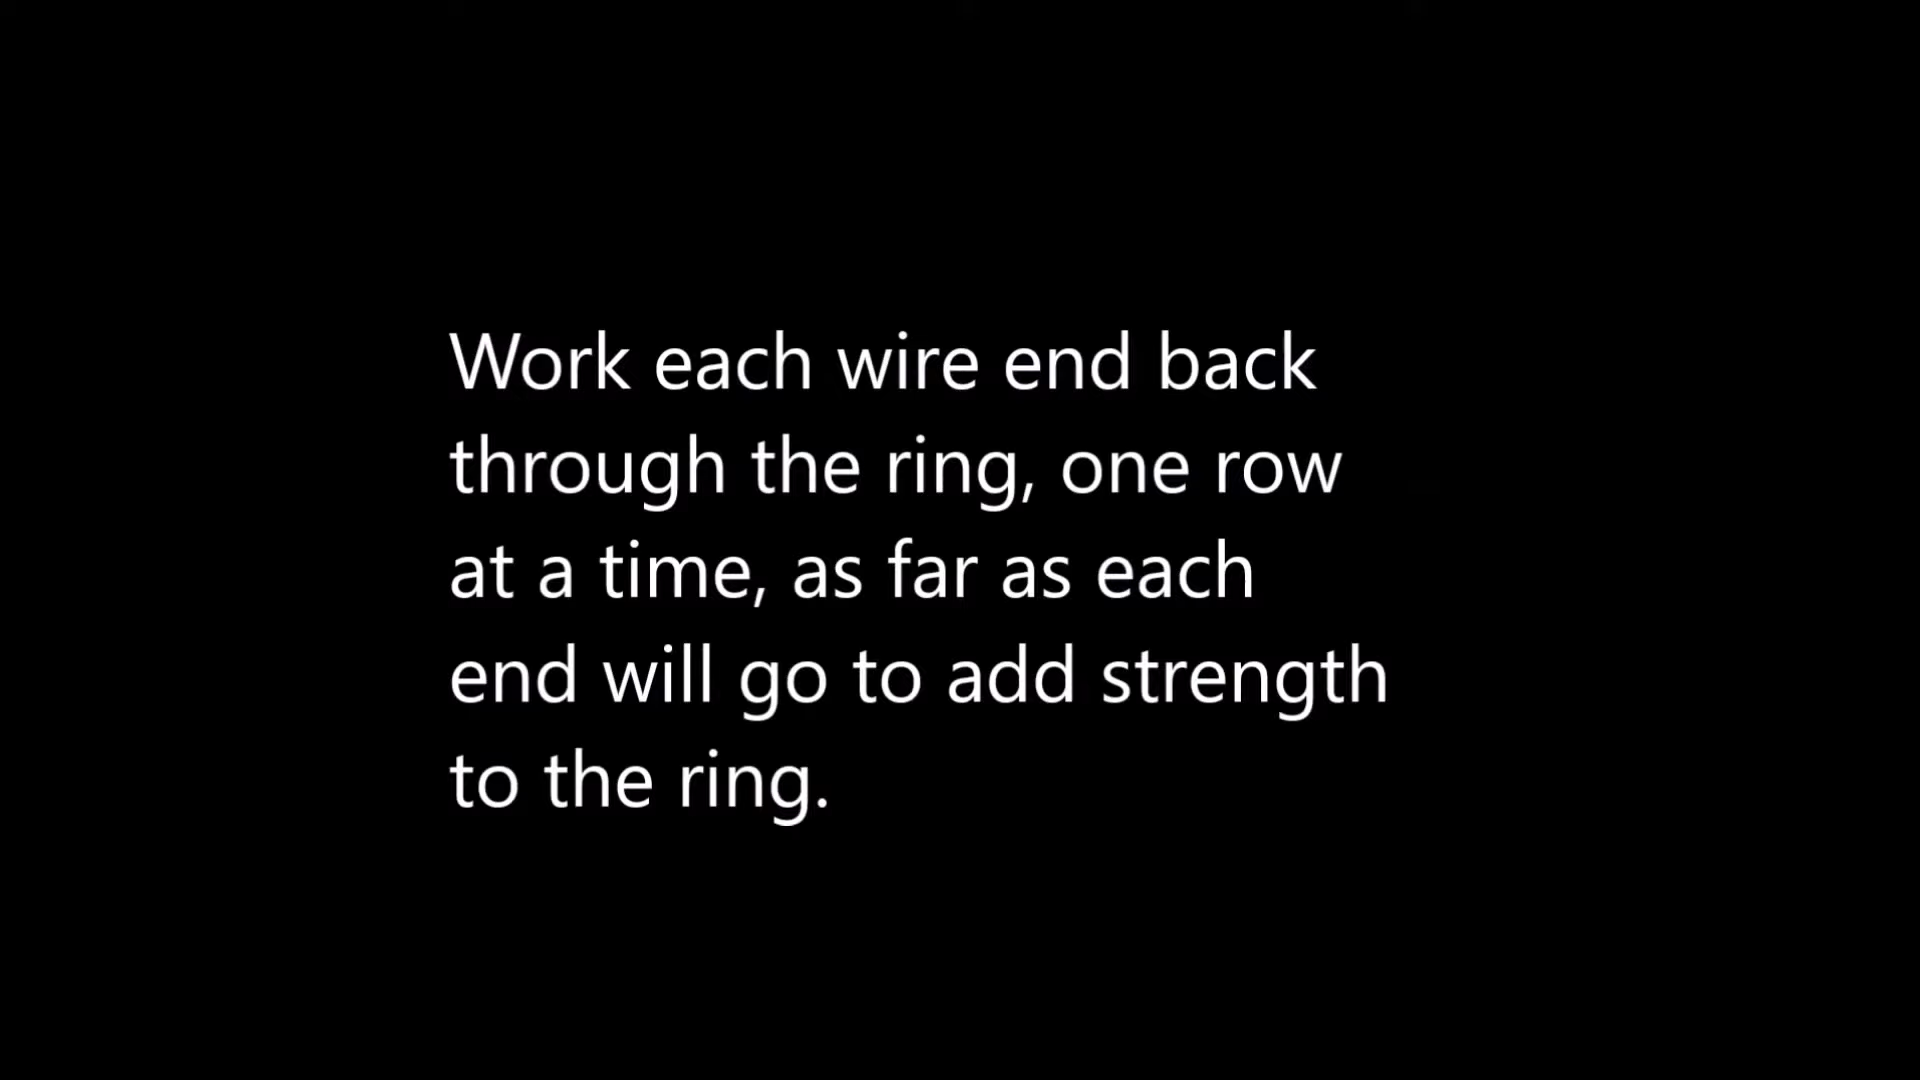 Work each wire end back
through the ring, one row
at a time, as far as each
end will go to add strength
to the ring.